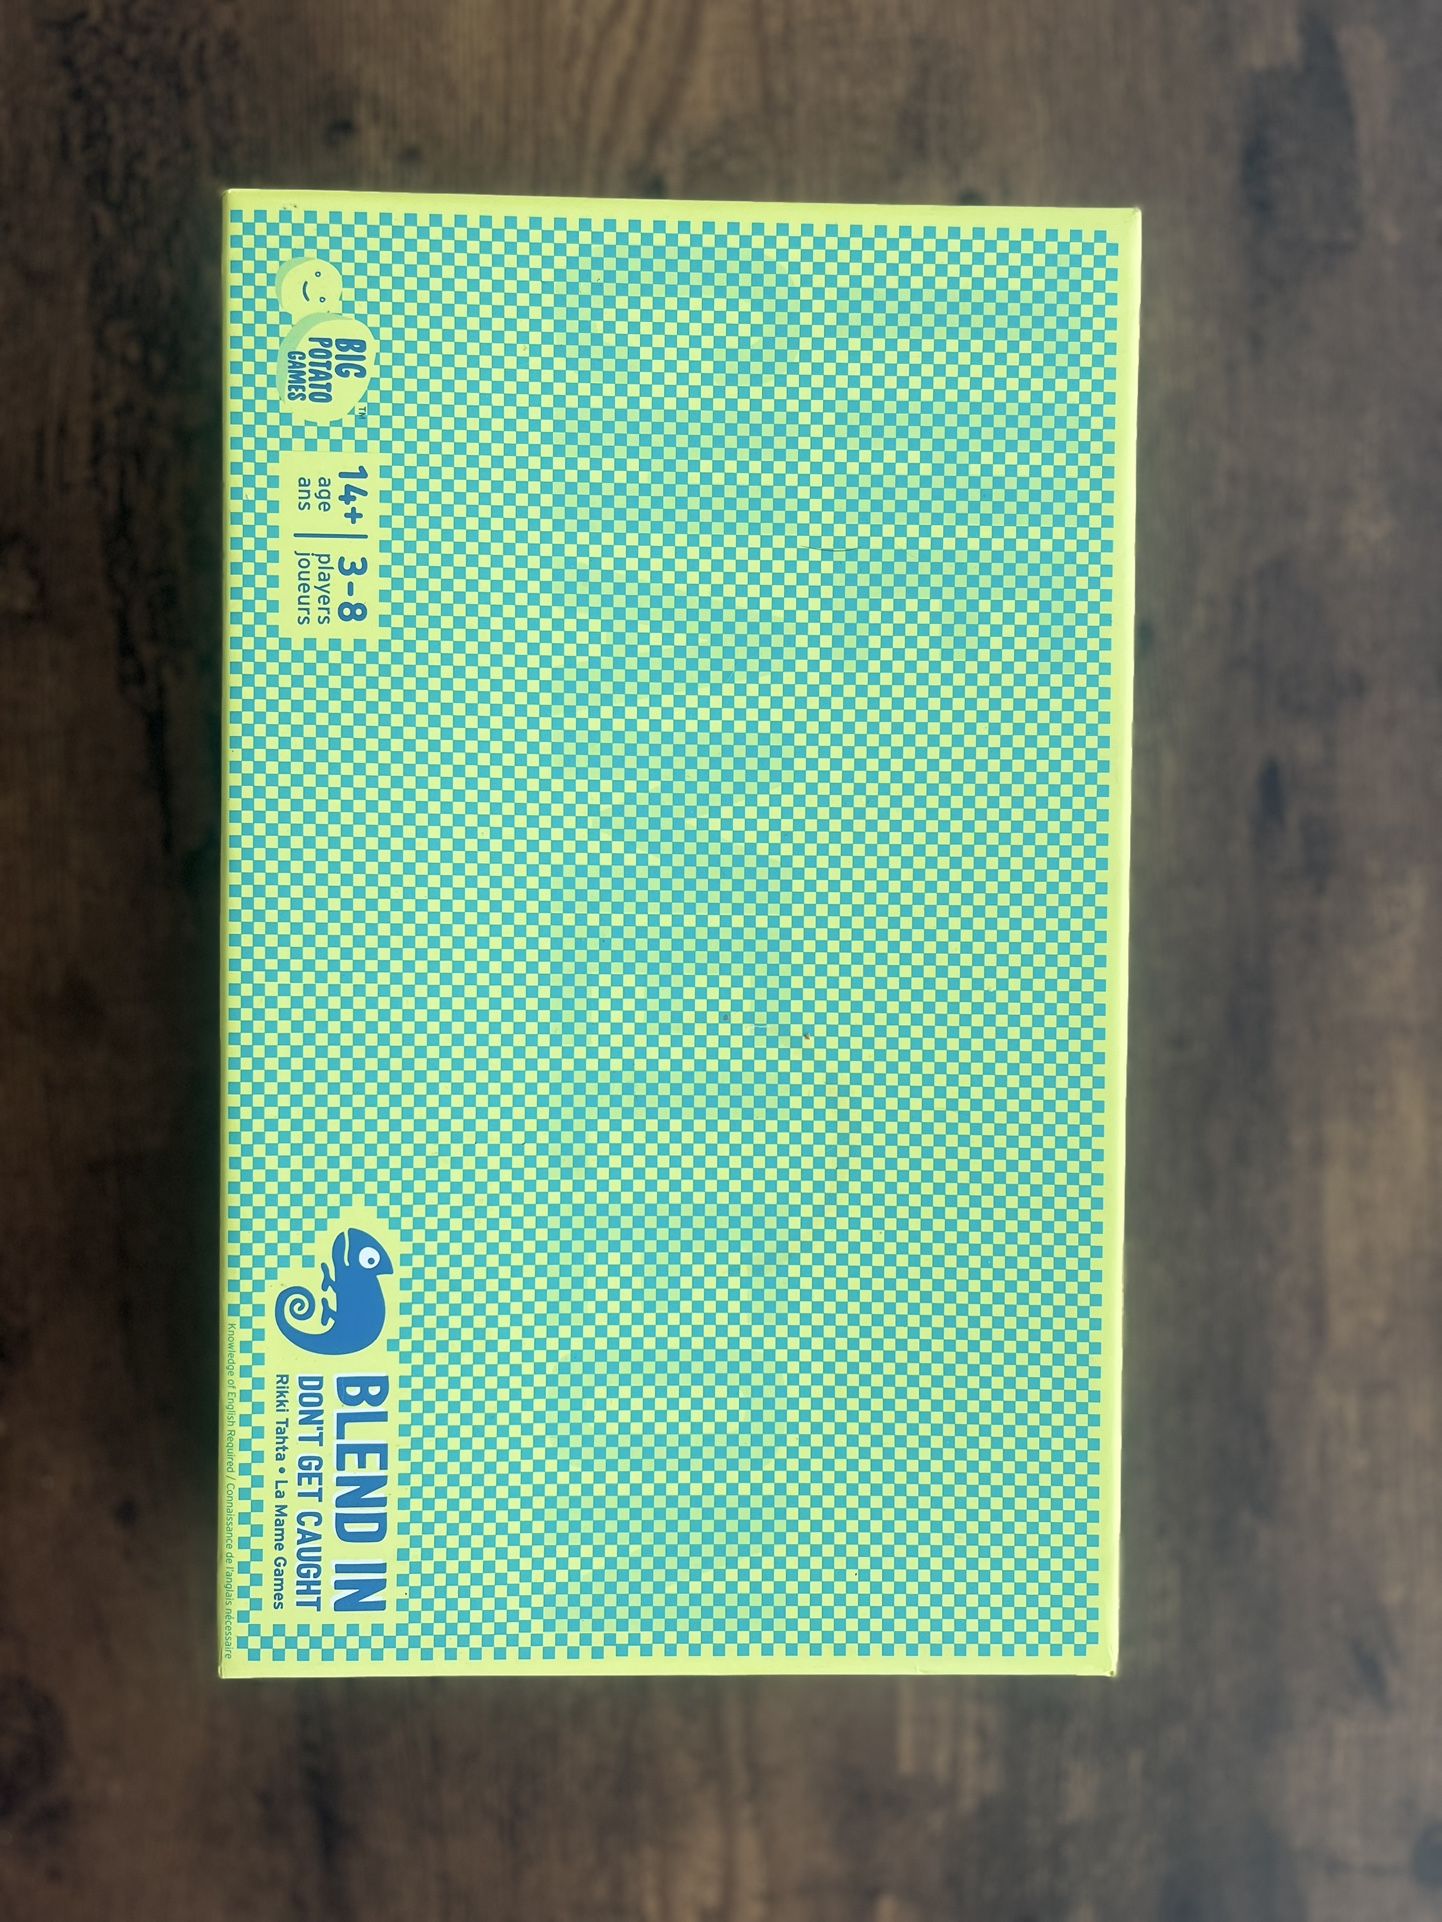 BIG
POTATO
GAMES™
14+ | 3-8
age players
ans joueurs
BLEND IN
DON'T GET CAUGHT
Rikki Tahta • La Mame Games
Knowledge of English Required / Connaissance de l'anglais nécessaire